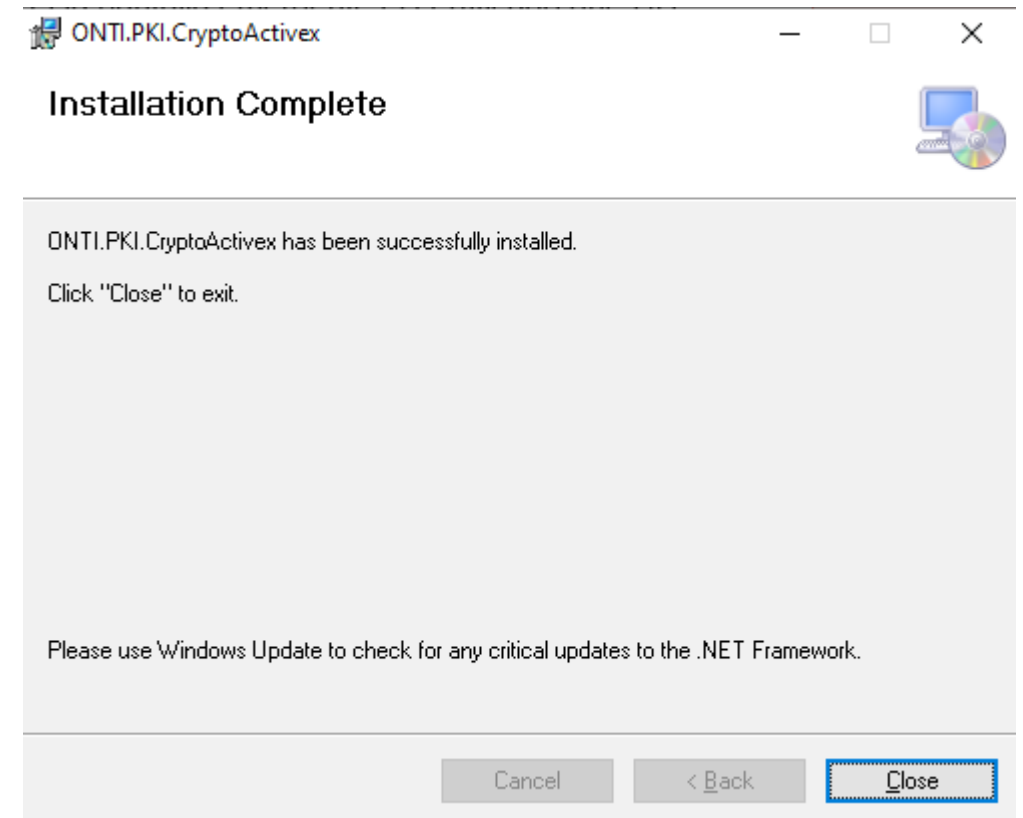 ONTI.PKI.CryptoActivex
Installation Complete
ONTI.PKI.CryptoActivex has been successfully installed.
Click "Close" to exit.
Please use Windows Update to check for any critical updates to the .NET Framework.
Cancel
< Back
Close